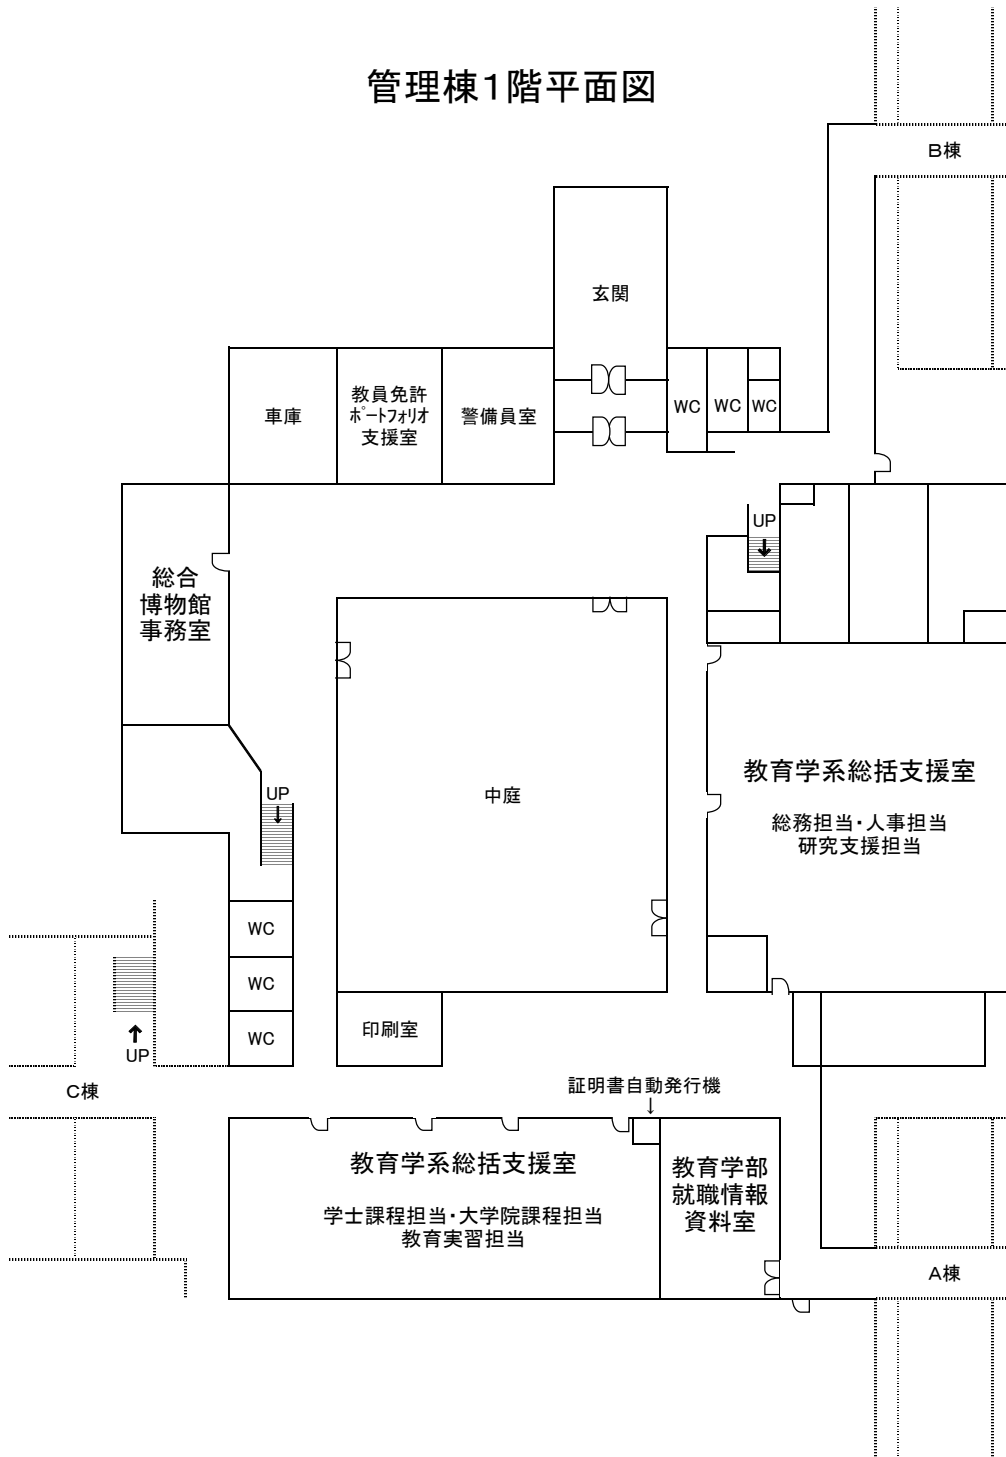 管理棟1階平面図
B棟
玄関
車庫
教員免許
ポートフォリオ
支援室
警備員室
WC
WC
WC
UP
総合
博物館
事務室
UP
中庭
教育学系総括支援室
総務担当・人事担当
研究支援担当
WC
WC
WC
UP
印刷室
C棟
証明書自動発行機
教育学系総括支援室
学士課程担当・大学院課程担当
教育実習担当
教育学部
就職情報
資料室
A棟